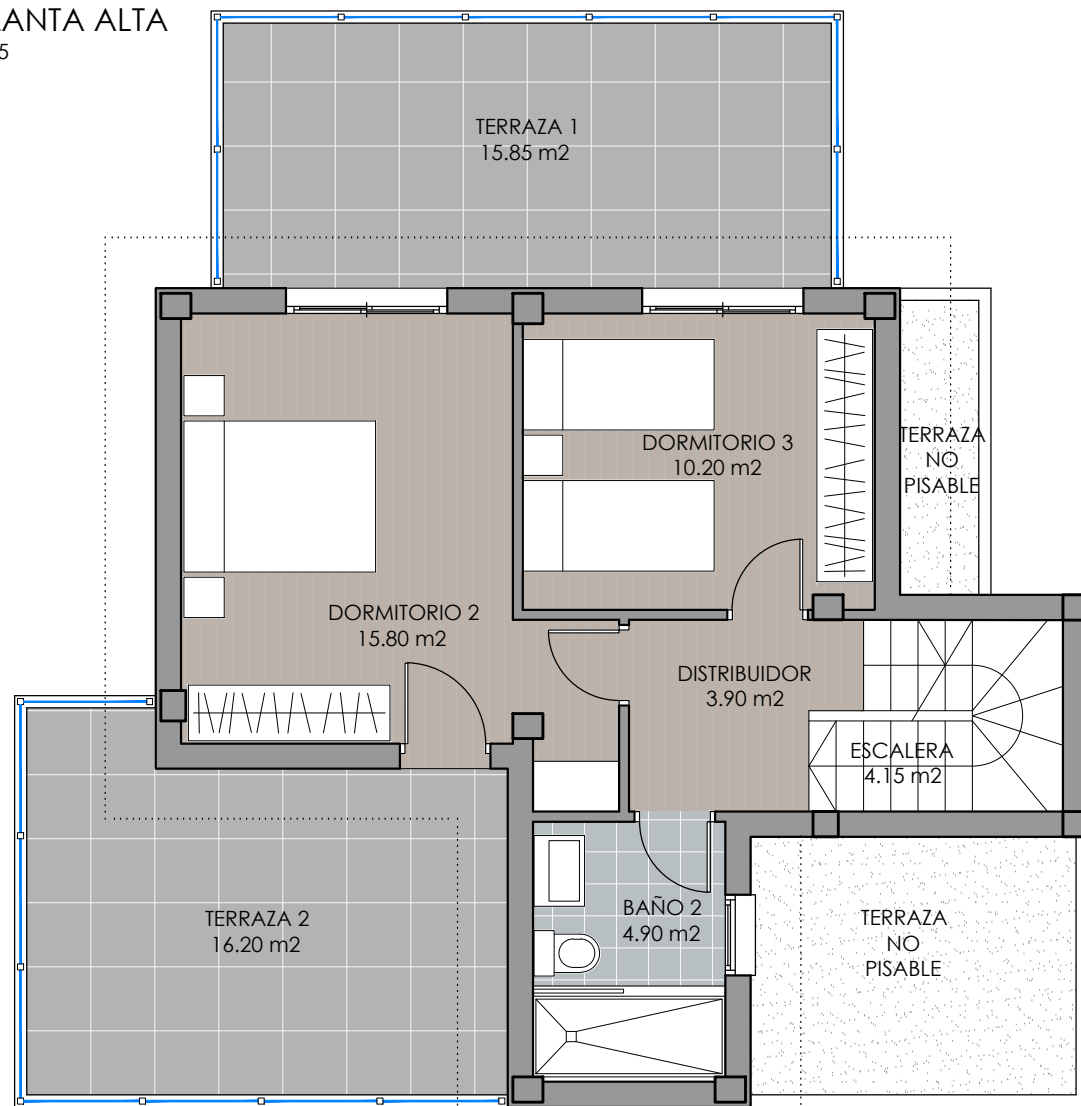 LANTA ALTA
5
TERRAZA 1
15.85 m2
DORMITORIO 3
10.20 m2
TERRAZA
NO
PISABLE
DORMITORIO 2
15.80 m2
DISTRIBUIDOR
3.90 m2
ESCALERA
4.15 m2
TERRAZA 2
16.20 m2
BAÑO 2
4.90 m2
TERRAZA
NO
PISABLE